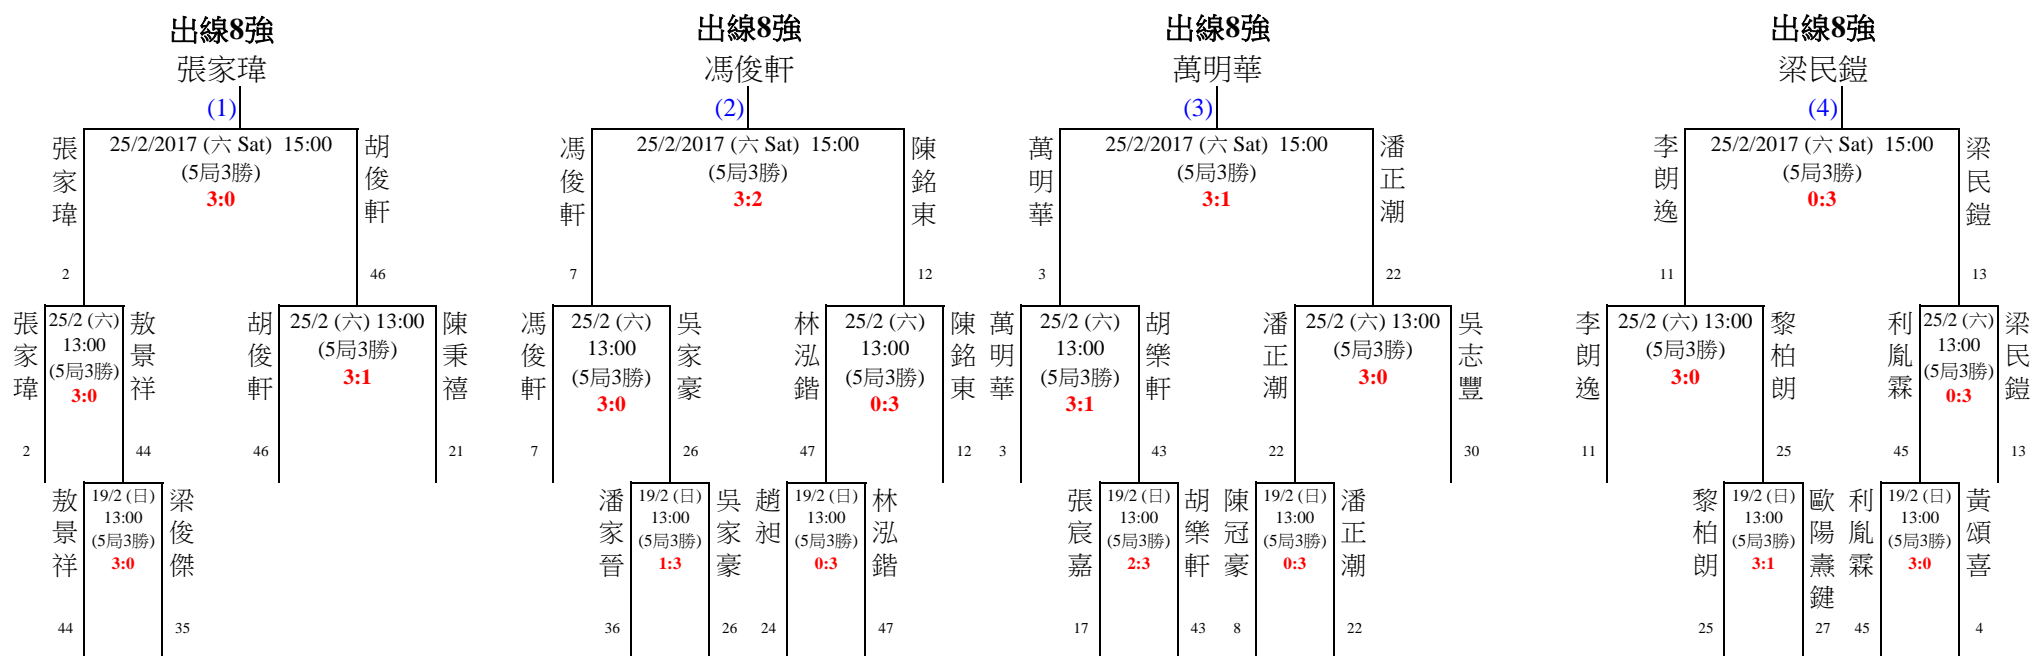 出線8強
張家瑋
(1)
25/2/2017 (六 Sat) 15:00
(5局3勝)
3:0
張家瑋
2
胡俊軒
46
張家瑋
2
25/2 (六)
13:00
(5局3勝)
3:0
敖景祥
44
胡俊軒
46
25/2 (六) 13:00
(5局3勝)
3:1
陳秉禧
21
敖景祥
44
19/2 (日)
13:00
(5局3勝)
3:0
梁俊傑
35
出線8強
馮俊軒
(2)
25/2/2017 (六 Sat) 15:00
(5局3勝)
3:2
馮俊軒
7
陳銘東
12
馮俊軒
7
25/2 (六)
13:00
(5局3勝)
3:0
吳家豪
26
林泓鍇
47
25/2 (六)
13:00
(5局3勝)
0:3
陳銘東
12
潘家晉
36
19/2 (日)
13:00
(5局3勝)
1:3
吳家豪
26
趙昶
24
19/2 (日)
13:00
(5局3勝)
0:3
林泓鍇
47
出線8強
萬明華
(3)
25/2/2017 (六 Sat) 15:00
(5局3勝)
3:1
萬明華
3
潘正潮
22
萬明華
3
25/2 (六)
13:00
(5局3勝)
3:1
胡樂軒
43
潘正潮
22
25/2 (六) 13:00
(5局3勝)
3:0
吳志豐
30
張宸嘉
17
19/2 (日)
13:00
(5局3勝)
2:3
胡樂軒
43
陳冠豪
8
19/2 (日)
13:00
(5局3勝)
0:3
潘正潮
22
出線8強
梁民鎧
(4)
25/2/2017 (六 Sat) 15:00
(5局3勝)
0:3
李朗逸
11
梁民鎧
13
李朗逸
11
25/2 (六) 13:00
(5局3勝)
3:0
黎柏朗
25
利胤霖
45
25/2 (六)
13:00
(5局3勝)
0:3
梁民鎧
13
黎柏朗
25
19/2 (日)
13:00
(5局3勝)
3:1
歐陽燾鍵
27
利胤霖
45
19/2 (日)
13:00
(5局3勝)
3:0
黃頌喜
4